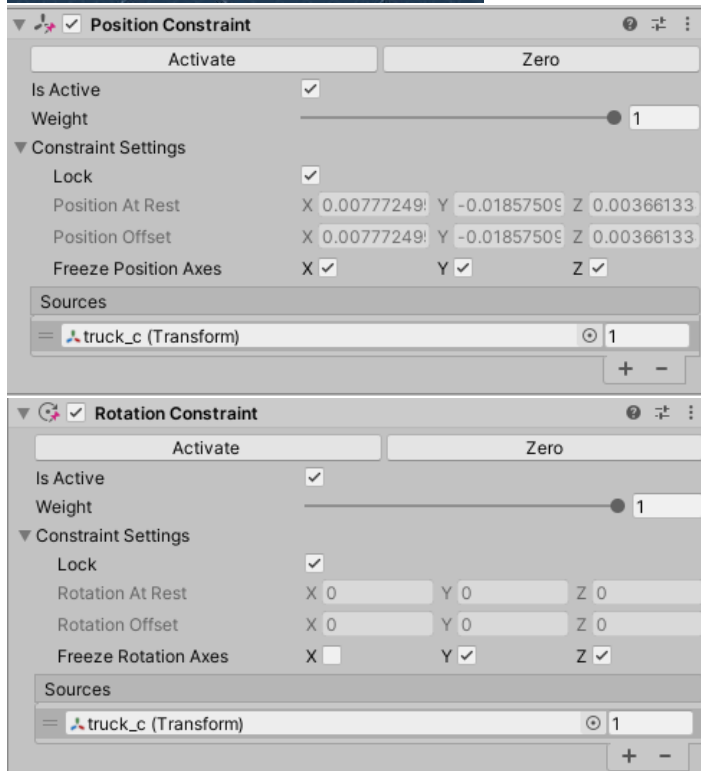 Position Constraint
Activate Zero
Is Active
Weight 1
Constraint Settings
Lock
Position At Rest X 0.00777249 Y -0.01857509 Z 0.00366133
Position Offset X 0.00777249 Y -0.01857509 Z 0.00366133
Freeze Position Axes X Y Z
Sources
truck_c (Transform) 1
+ -
Rotation Constraint
Activate Zero
Is Active
Weight 1
Constraint Settings
Lock
Rotation At Rest X 0 Y 0 Z 0
Rotation Offset X 0 Y 0 Z 0
Freeze Rotation Axes X Y Z
Sources
truck_c (Transform) 1
+ -